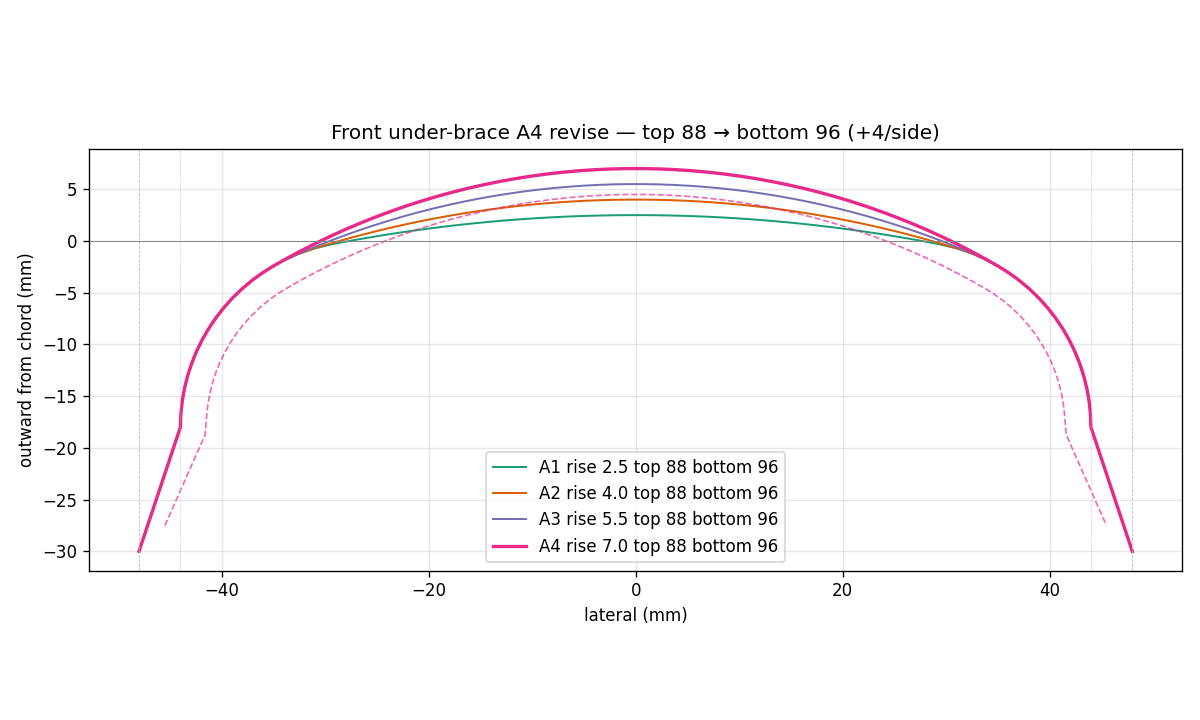 Front under-brace A4 revise — top 88 → bottom 96 (+4/side)
outward from chord (mm)
5
0
−5
−10
−15
−20
−25
−30
A1 rise 2.5 top 88 bottom 96
A2 rise 4.0 top 88 bottom 96
A3 rise 5.5 top 88 bottom 96
A4 rise 7.0 top 88 bottom 96
−40
−20
0
20
40
lateral (mm)